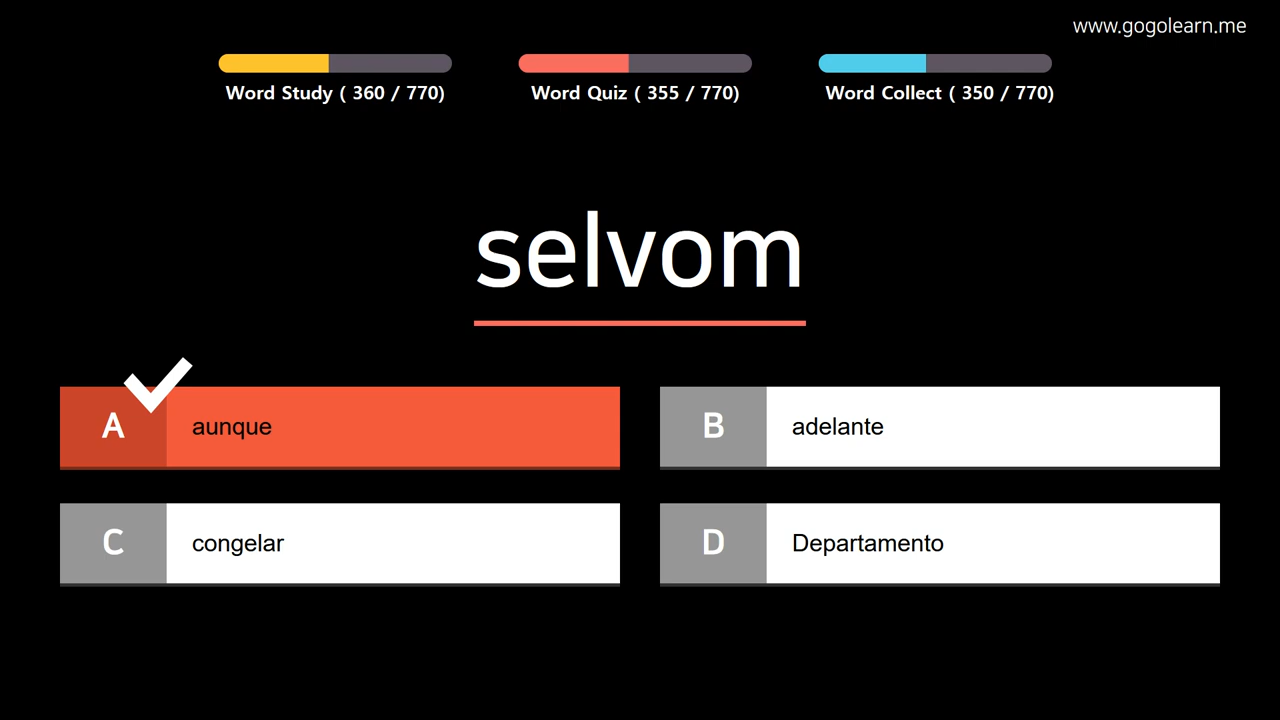 www.gogolearn.me
Word Study ( 360 / 770)
Word Quiz ( 355 / 770)
Word Collect ( 350 / 770)
selvom
A aunque
B adelante
C congelar
D Departamento